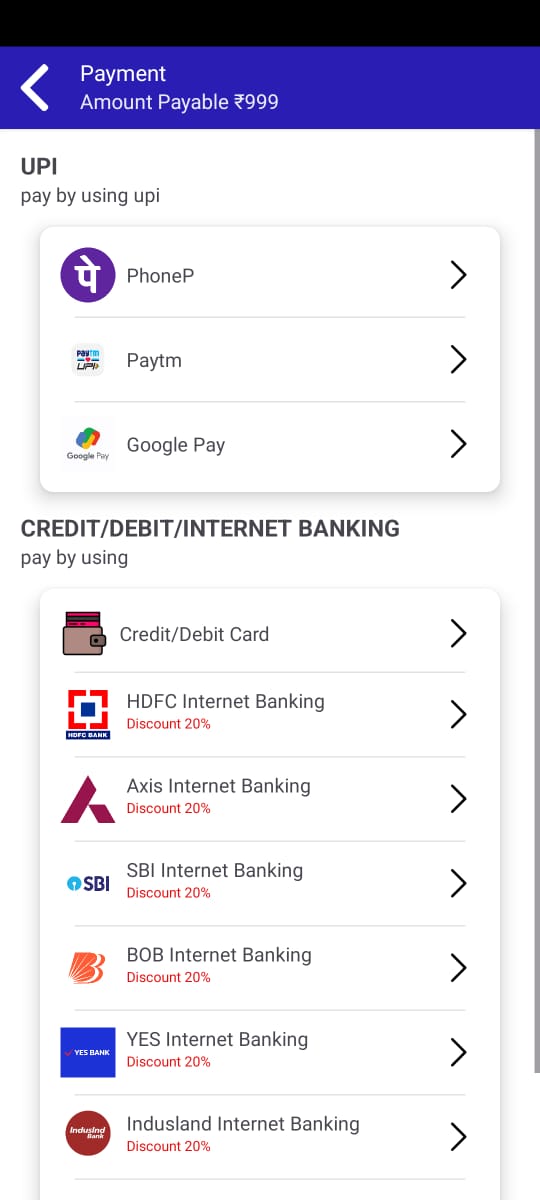 Payment
Amount Payable ₹999
UPI
pay by using upi
पे
PhoneP
Paytm
UPI
Paytm
Google Pay
Google Pay
CREDIT/DEBIT/INTERNET BANKING
pay by using
Credit/Debit Card
HDFC BANK
HDFC Internet Banking
Discount 20%
Axis Internet Banking
Discount 20%
SBI
SBI Internet Banking
Discount 20%
BOB Internet Banking
Discount 20%
YES BANK
YES Internet Banking
Discount 20%
IndusInd
Bank
Indusland Internet Banking
Discount 20%